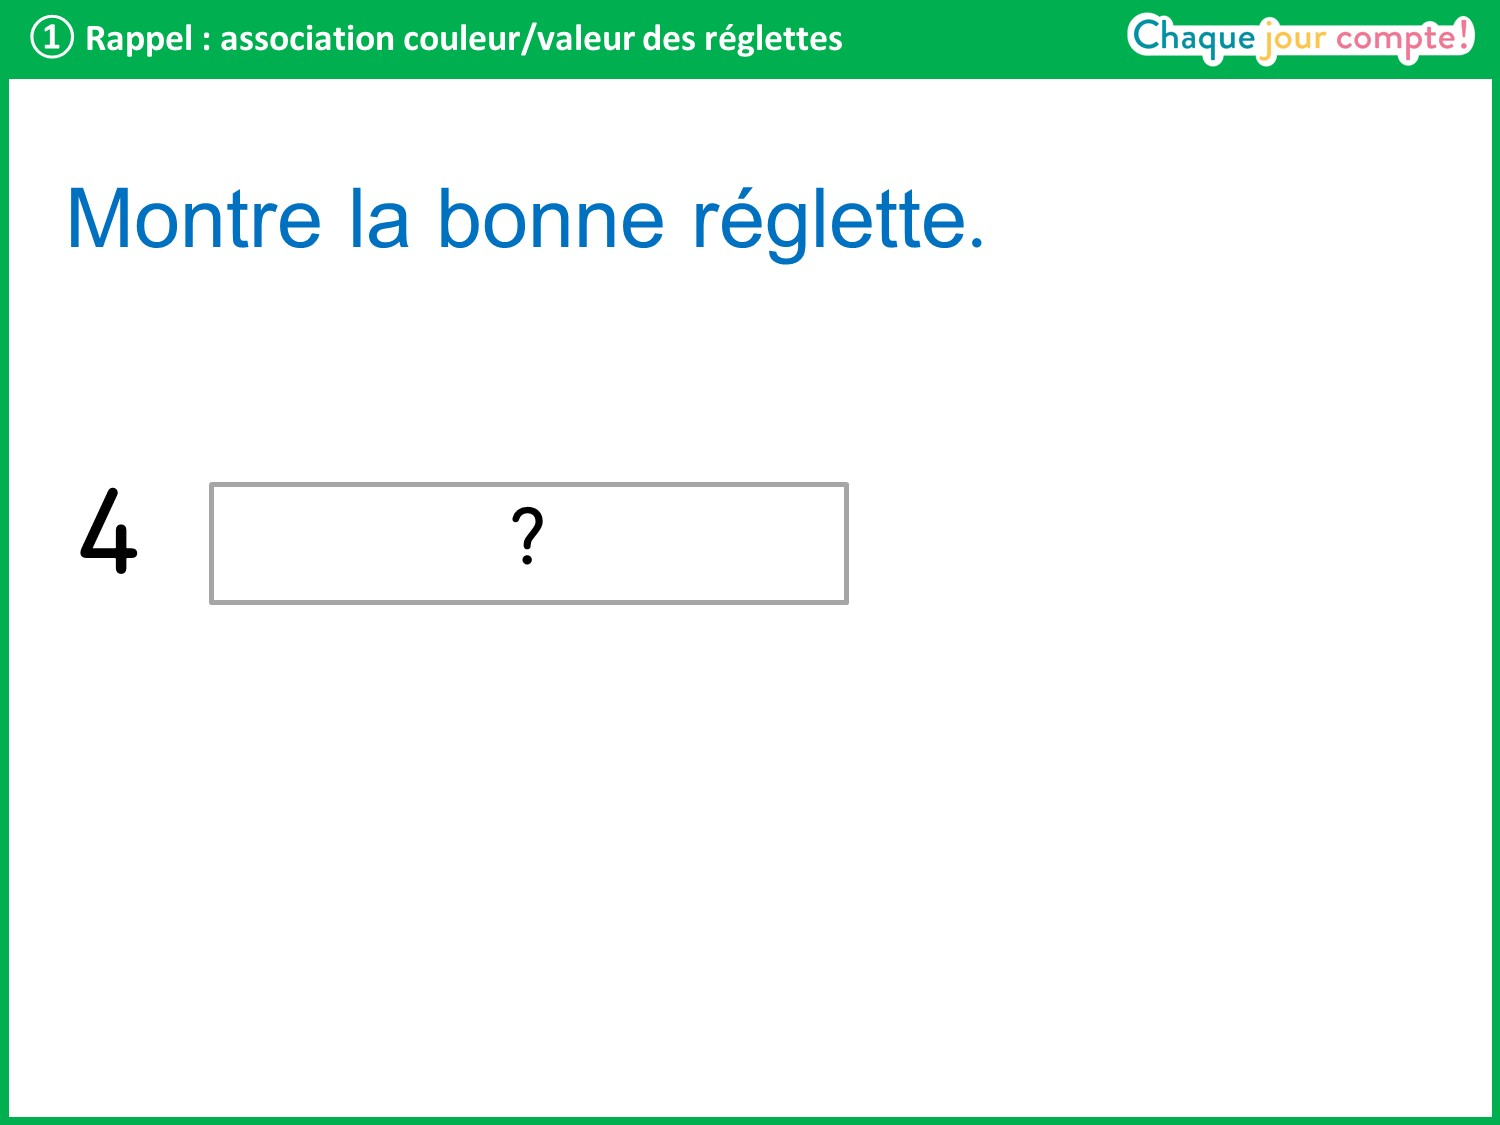 ① Rappel : association couleur/valeur des réglettes
Chaque jour compte!
Montre la bonne réglette.
4
?